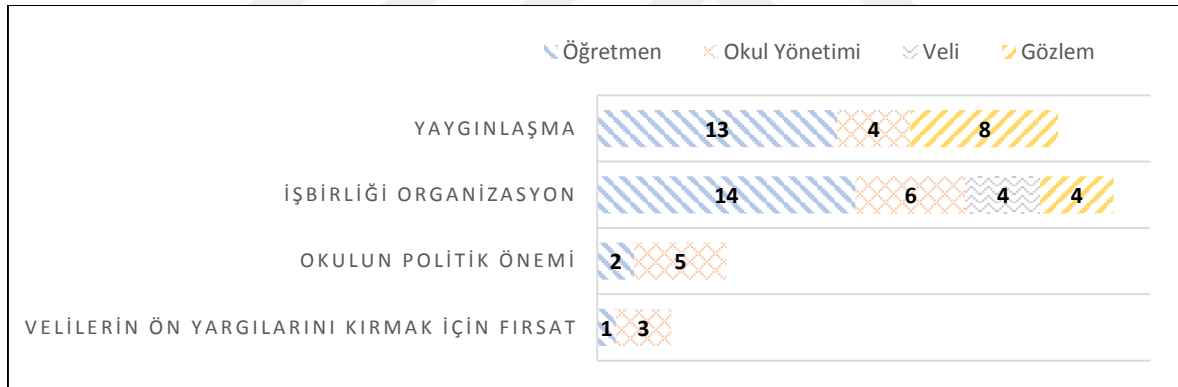 Öğretmen Okul Yönetimi Veli Gözlem
YAYGINLAŞMA 13 4 8
İŞBİRLİĞİ ORGANİZASYON 14 6 4 4
OKULUN POLİTİK ÖNEMİ 2 5
VELİLERİN ÖN YARGILARINI KIRMAK İÇİN FIRSAT 1 3